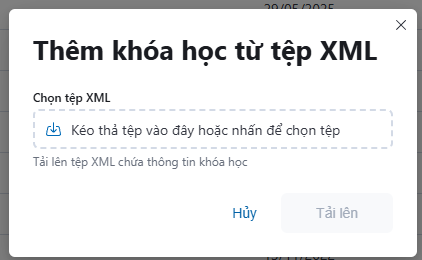 29/05/2025
Thêm khóa học từ tệp XML
Chọn tệp XML
Kéo thả tệp vào đây hoặc nhấn để chọn tệp
Tải lên tệp XML chứa thông tin khóa học
Hủy
Tải lên